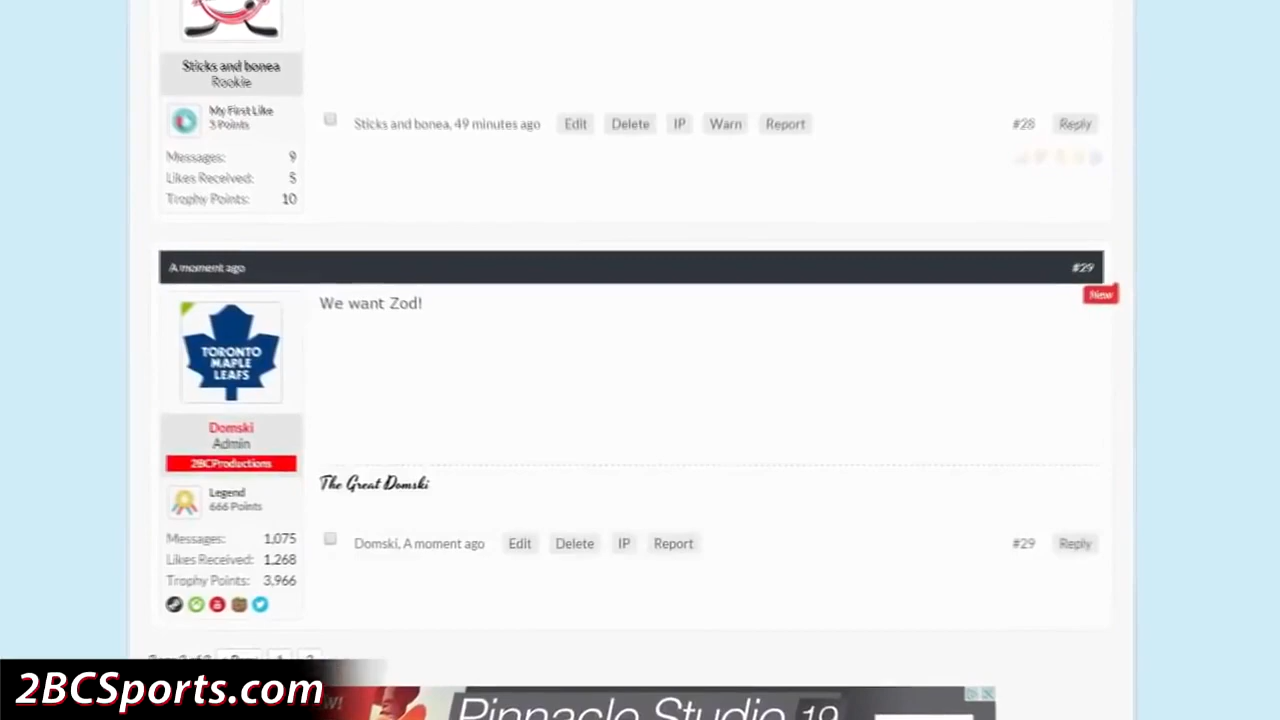 Sticks and bonea
Rookie
My First Like
3 Points
Messages: 9
Likes Received: 5
Trophy Points: 10
Sticks and bonea, 49 minutes ago Edit Delete IP Warn Report #28 Reply
A moment ago #29
New
We want Zod!
TORONTO
MAPLE
LEAFS
Domski
Admin
2BCProductions
Legend
666 Points
Messages: 1,075
Likes Received: 1,268
Trophy Points: 3,966
The Great Domski
Domski, A moment ago Edit Delete IP Report #29 Reply
2BCSports.com
Pinnacle Studio 19